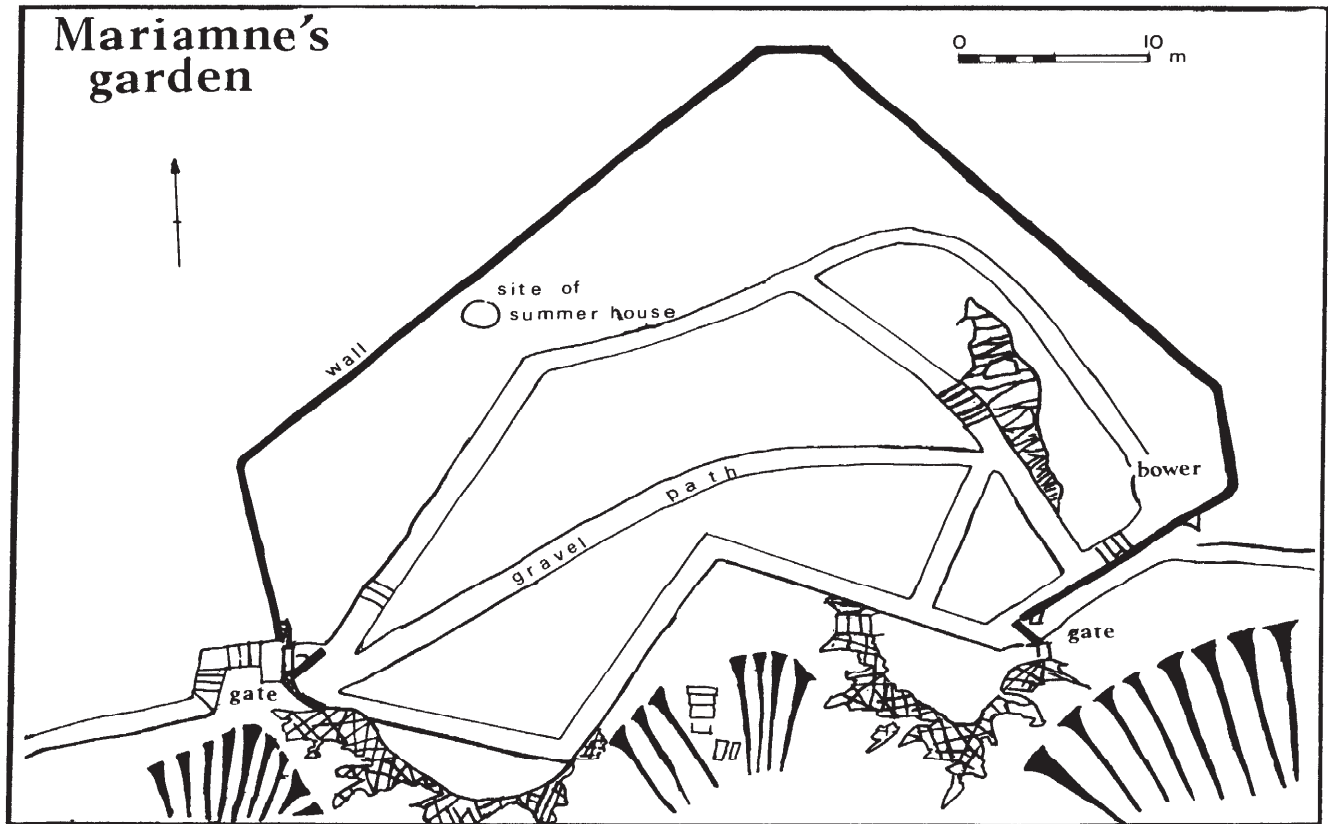 Mariamne's
garden
0 10
m
site of
summer house
wall
bower
gravel path
gate
gate